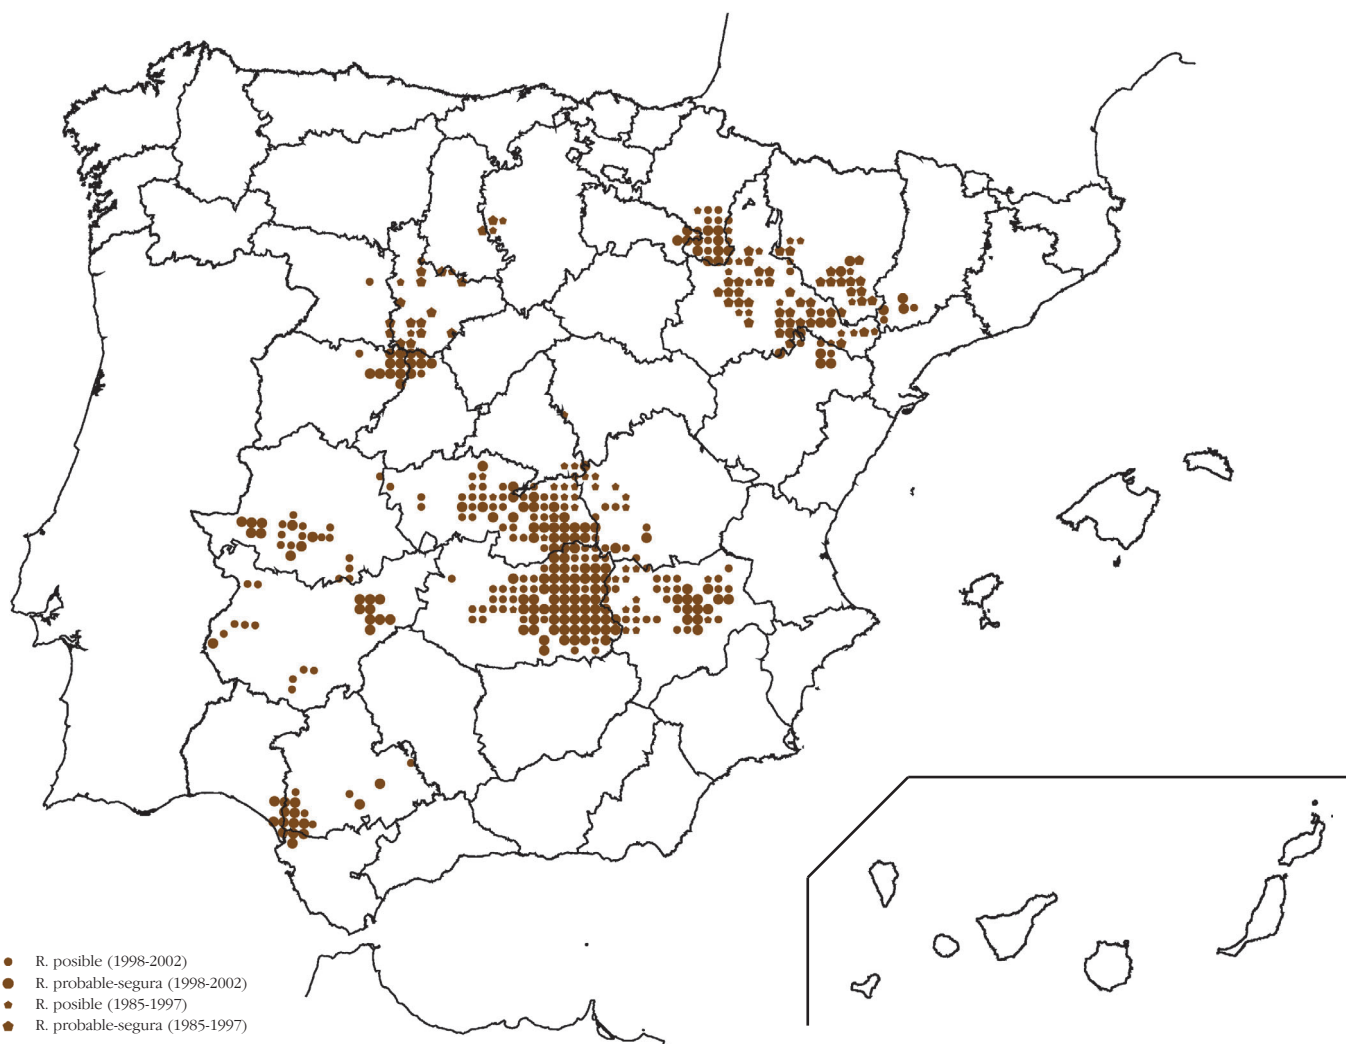 R. posible (1998-2002)
R. probable-segura (1998-2002)
R. posible (1985-1997)
R. probable-segura (1985-1997)